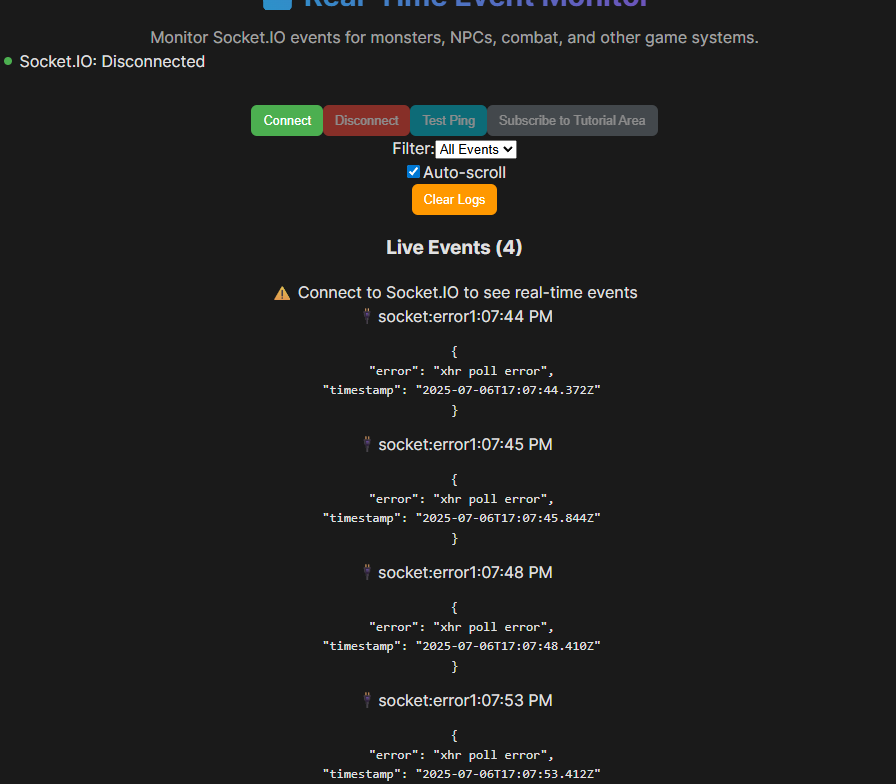 Real-Time Event Monitor
Monitor Socket.IO events for monsters, NPCs, combat, and other game systems.
Socket.IO: Disconnected
Connect Disconnect Test Ping Subscribe to Tutorial Area
Filter: All Events
Auto-scroll
Clear Logs
Live Events (4)
⚠️ Connect to Socket.IO to see real-time events
socket:error1:07:44 PM
{
"error": "xhr poll error",
"timestamp": "2025-07-06T17:07:44.372Z"
}
socket:error1:07:45 PM
{
"error": "xhr poll error",
"timestamp": "2025-07-06T17:07:45.844Z"
}
socket:error1:07:48 PM
{
"error": "xhr poll error",
"timestamp": "2025-07-06T17:07:48.410Z"
}
socket:error1:07:53 PM
{
"error": "xhr poll error",
"timestamp": "2025-07-06T17:07:53.412Z"